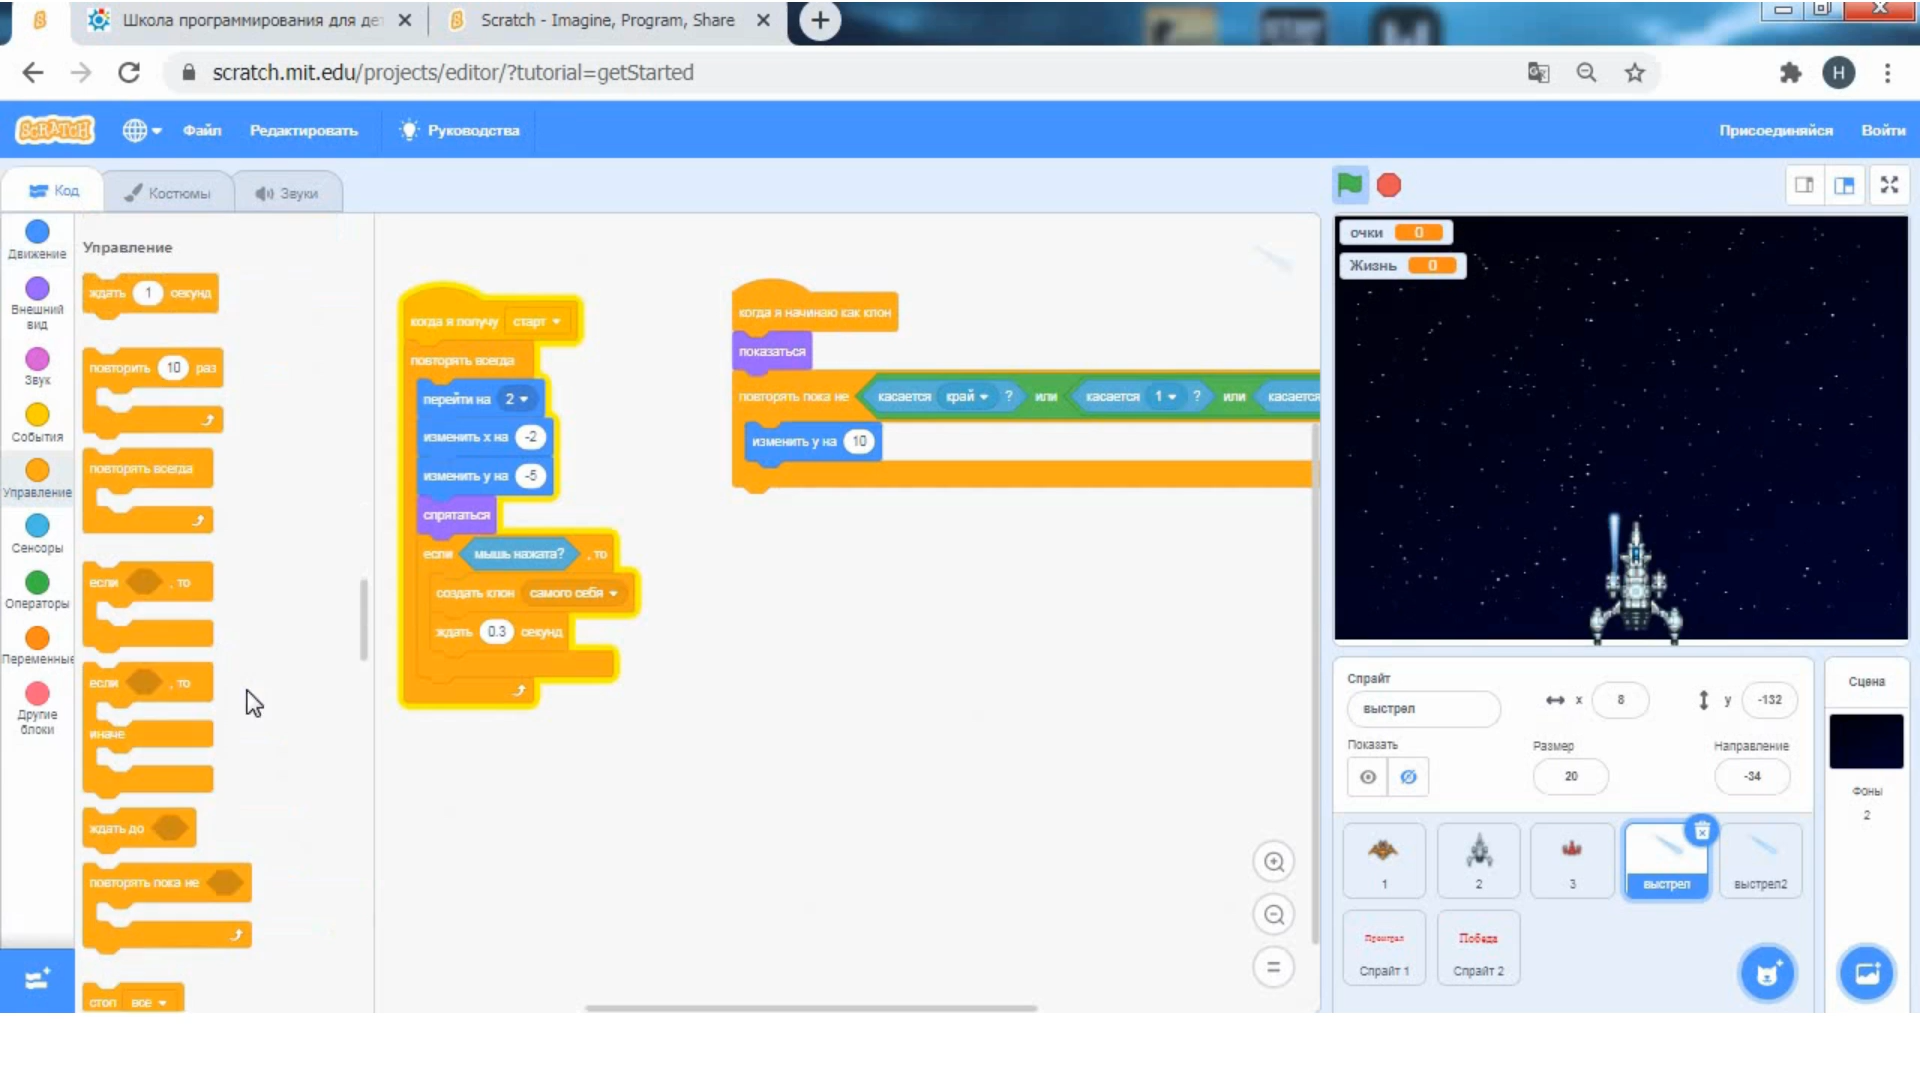 Школа программирования для де
Scratch - Imagine, Program, Share
scratch.mit.edu/projects/editor/?tutorial=getStarted
H
SCRATCH
Файл
Редактировать
Руководства
Присоединяйся
Войти
Код
Костюмы
Звуки
Движение
Внешний
вид
Звук
События
Управление
Сенсоры
Операторы
Переменные
Другие
блоки
Управление
ждать 1 секунд
повторить 10 раз
повторять всегда
если , то
если , то
иначе
ждать до
повторять пока не
стоп все
когда я получу старт
повторять всегда
перейти на 2
изменить x на -2
изменить y на -5
спрятаться
если мышь нажата? , то
создать клон самого себя
ждать 0.3 секунд
когда я начинаю как клон
показаться
повторять пока не касается край ? или касается 1 ? или касается
изменить y на 10
очки 0
Жизнь 0
Спрайт
выстрел
x 8
y -132
Показать
Размер
20
Направление
-34
1
2
3
выстрел
выстрел2
Проиграл
Спрайт 1
Победа
Спрайт 2
Сцена
Фоны
2